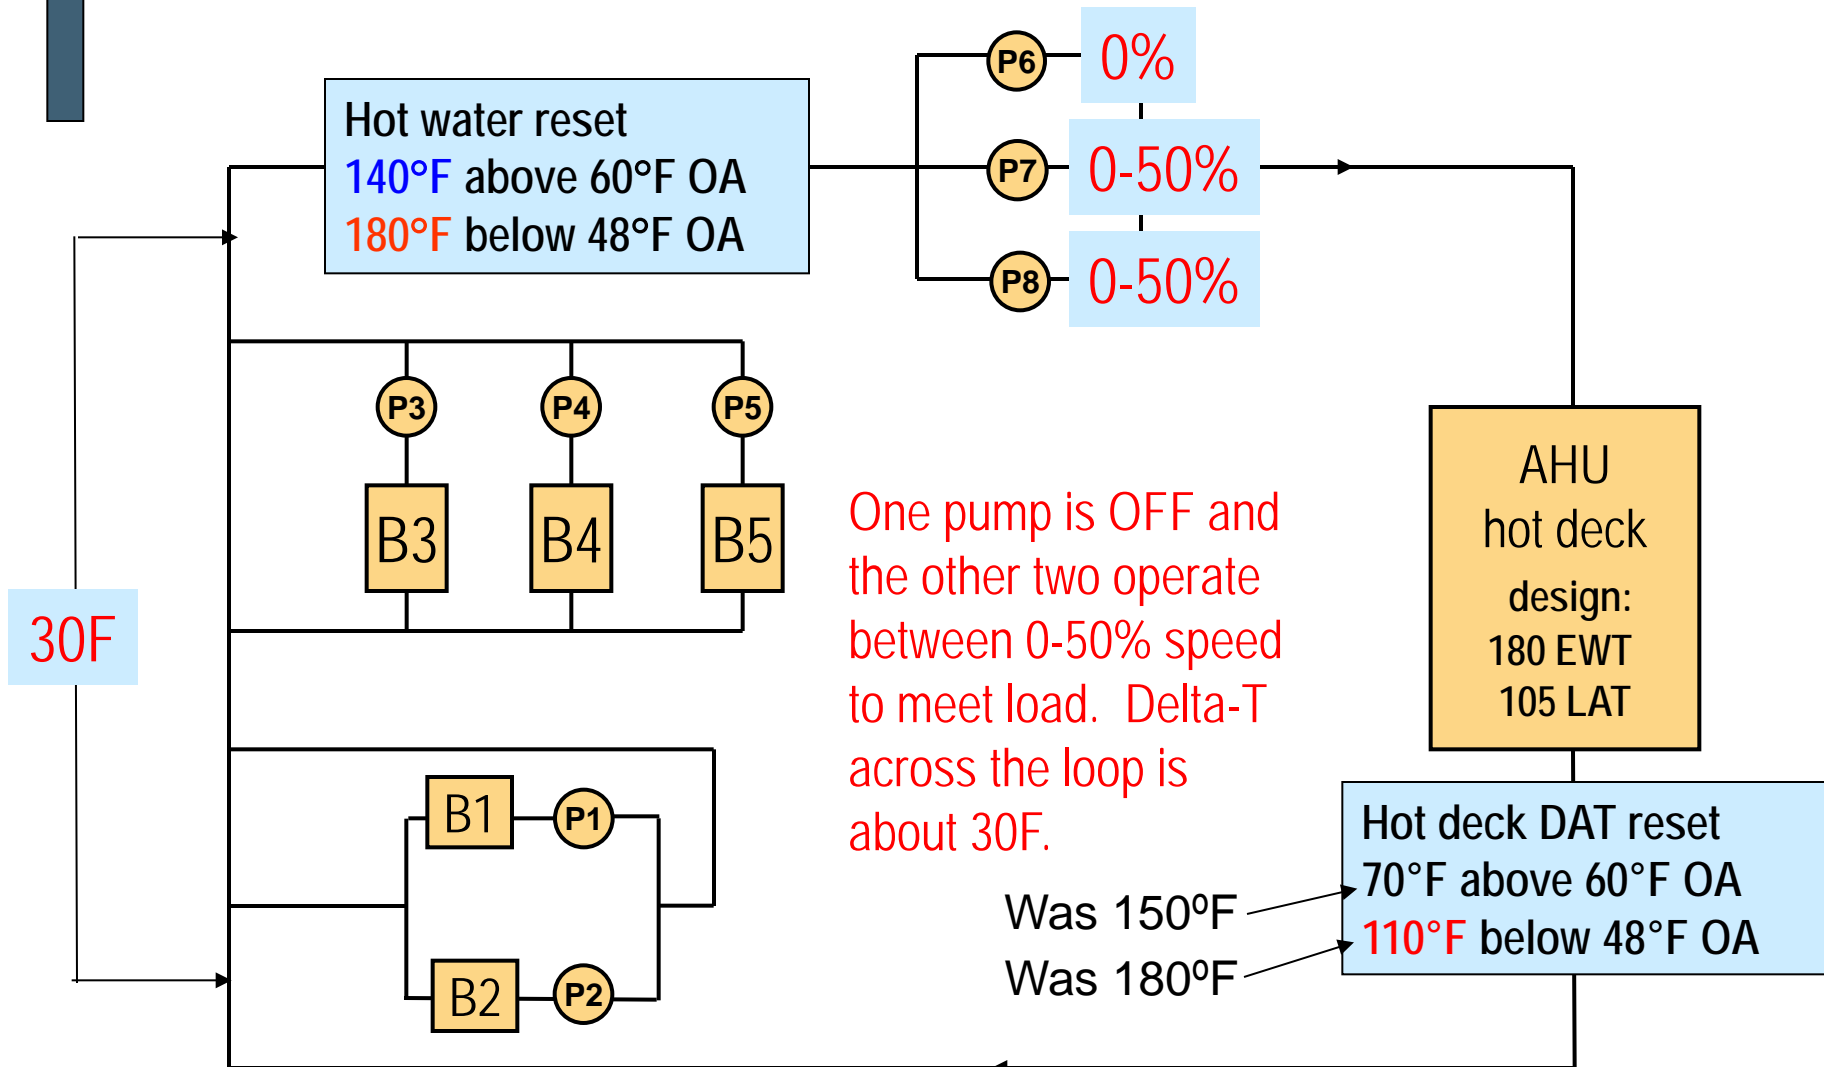 P6
0%
Hot water reset
140°F above 60°F OA
180°F below 48°F OA
P7
0-50%
P8
0-50%
P3
P4
P5
B3
B4
B5
30F
One pump is OFF and
the other two operate
between 0-50% speed
to meet load. Delta-T
across the loop is
about 30F.
AHU
hot deck
design:
180 EWT
105 LAT
B1
P1
B2
P2
Was 150ºF
Was 180ºF
Hot deck DAT reset
70°F above 60°F OA
110°F below 48°F OA